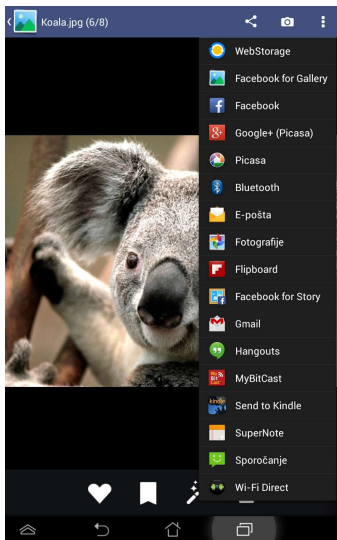 Koala.jpg (6/8)
WebStorage
Facebook for Gallery
Facebook
Google+ (Picasa)
Picasa
Bluetooth
E-pošta
Fotografije
Flipboard
Facebook for Story
Gmail
Hangouts
MyBitCast
Send to Kindle
SuperNote
Sporočanje
Wi-Fi Direct